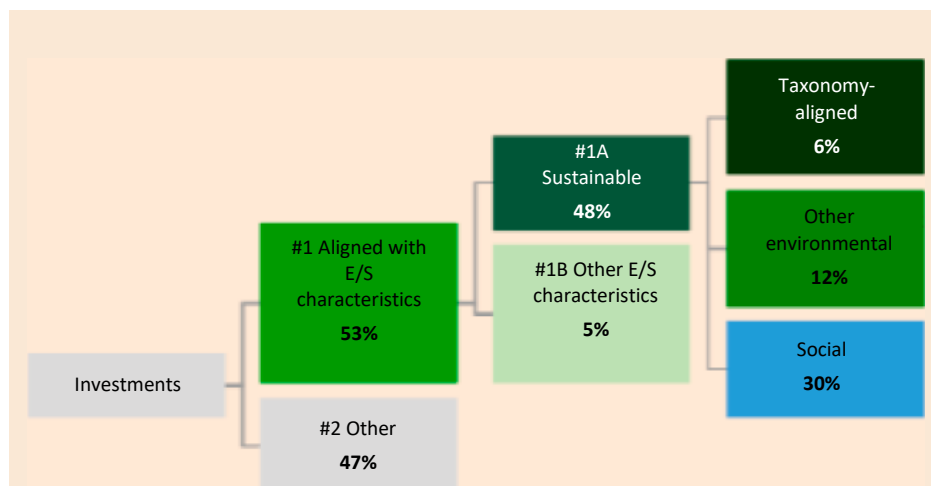 Investments
#1 Aligned with
E/S
characteristics
53%
#2 Other
47%
#1A
Sustainable
48%
#1B Other E/S
characteristics
5%
Taxonomy-
aligned
6%
Other
environmental
12%
Social
30%